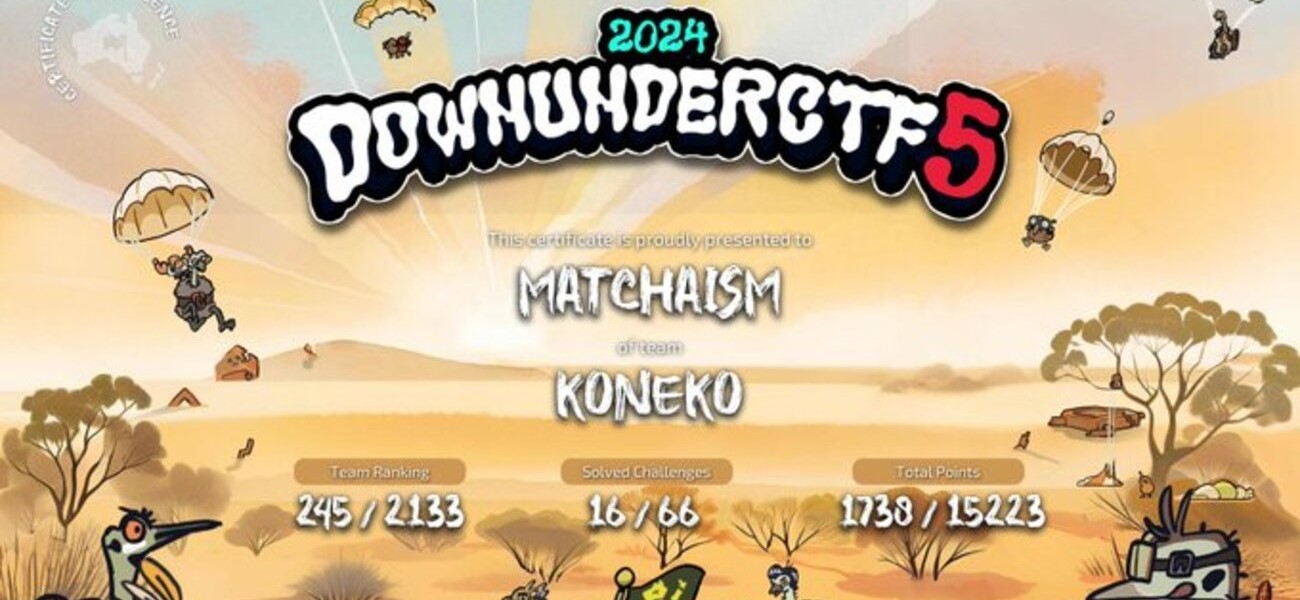 2024
DOWNUNDERCTF5
This certificate is proudly presented to
MATCHAISM
of team
KONEKO
Team Ranking
Solved Challenges
Total Points
245 / 2133
16 / 66
1738 / 15223